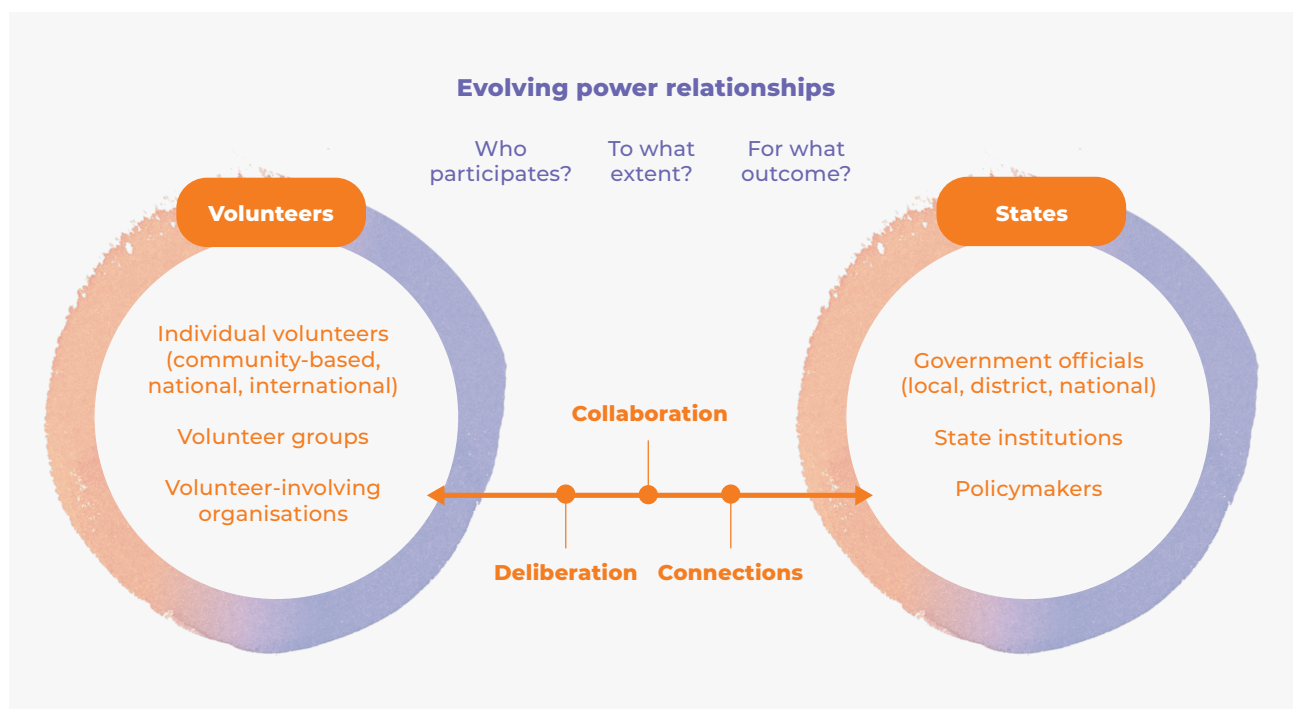 Evolving power relationships
Who
participates?
To what
extent?
For what
outcome?
Volunteers
Individual volunteers
(community-based,
national, international)
Volunteer groups
Volunteer-involving
organisations
Collaboration
Deliberation
Connections
States
Government officials
(local, district, national)
State institutions
Policymakers